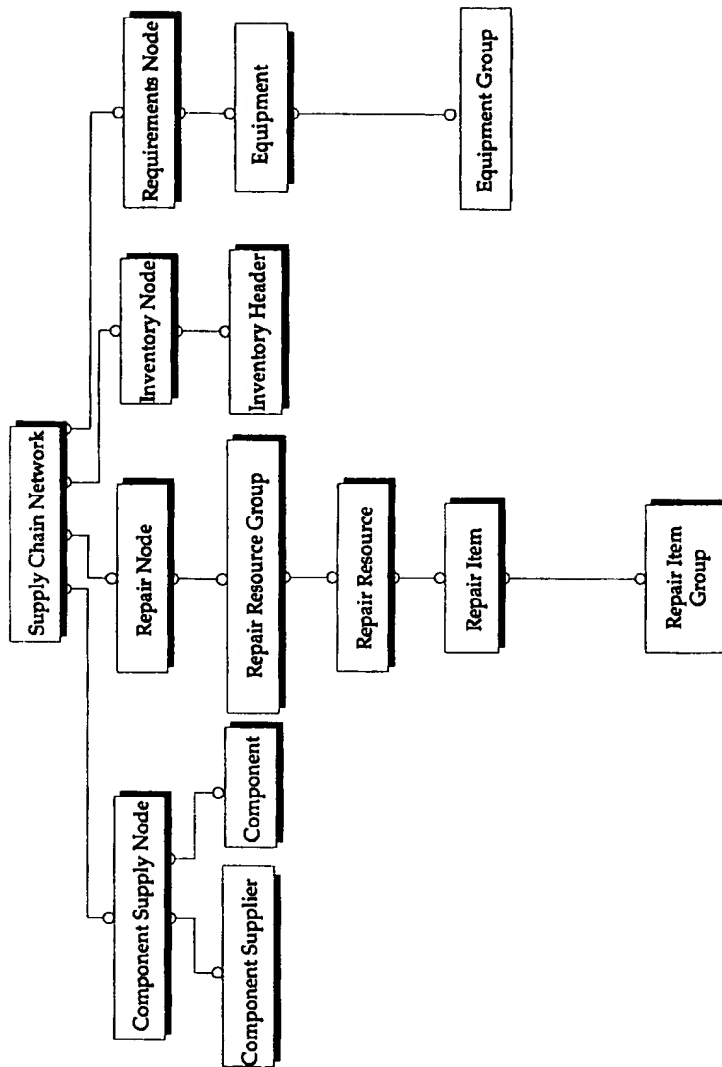 Supply Chain Network
Component Supply Node
Repair Node
Inventory Node
Requirements Node
Component Supplier
Component
Repair Resource Group
Inventory Header
Equipment
Repair Resource
Repair Item
Equipment Group
Repair Item
Group